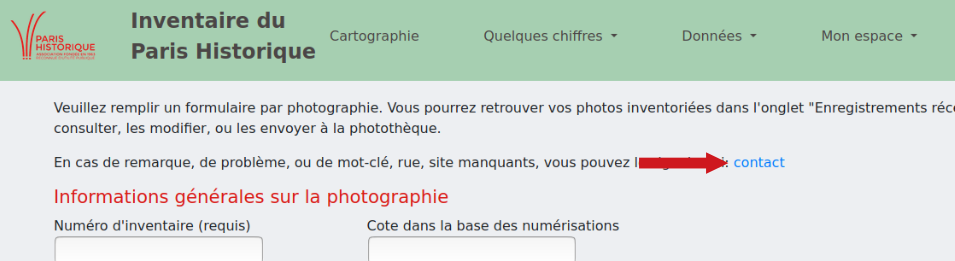 PARIS
HISTORIQUE
Inventaire du
Paris Historique
Cartographie
Quelques chiffres
Données
Mon espace
Veuillez remplir un formulaire par photographie. Vous pourrez retrouver vos photos inventoriées dans l'onglet "Enregistrements réce
consulter, les modifier, ou les envoyer à la photothèque.
En cas de remarque, de problème, ou de mot-clé, rue, site manquants, vous pouvez : contact
Informations générales sur la photographie
Numéro d'inventaire (requis)
Cote dans la base des numérisations